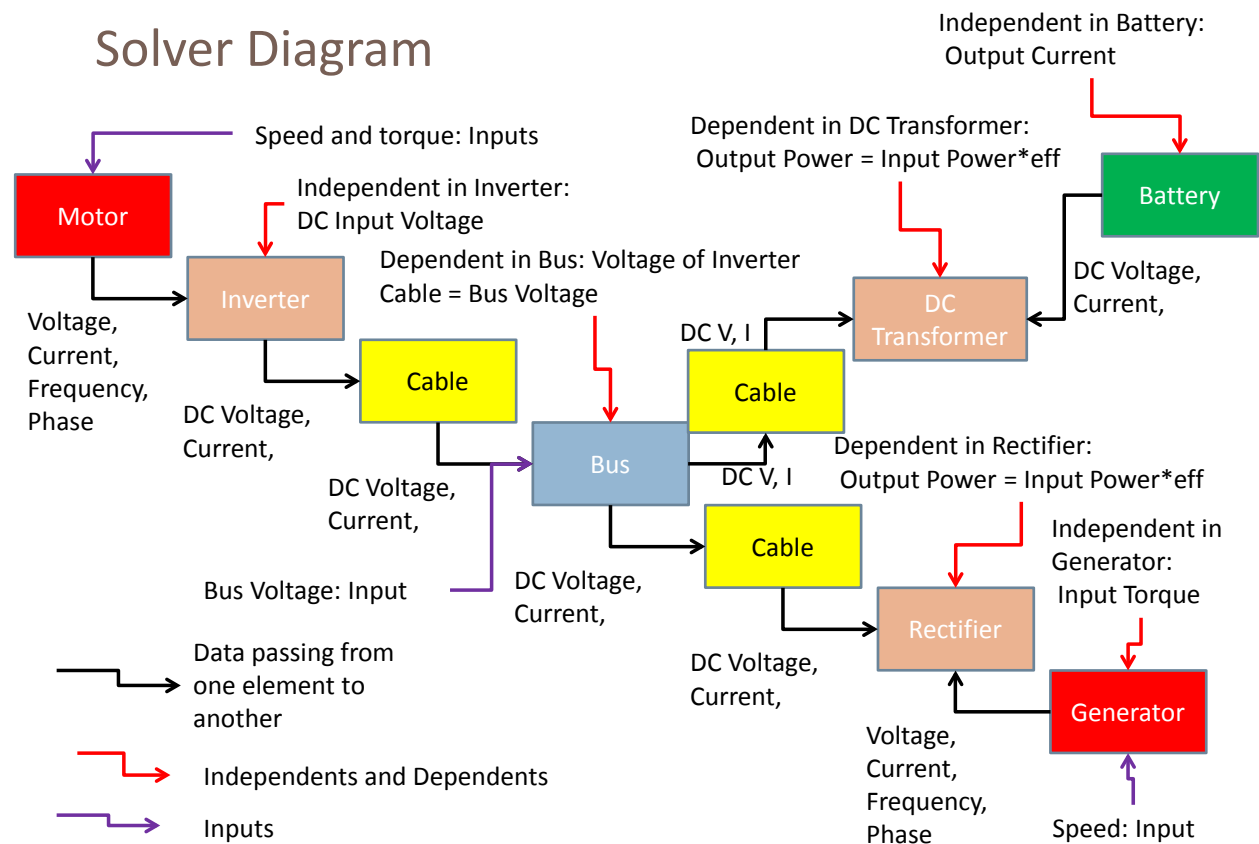 Solver Diagram
Independent in Battery:
Output Current
Speed and torque: Inputs
Dependent in DC Transformer:
Output Power = Input Power*eff
Motor
Independent in Inverter:
DC Input Voltage
Battery
Dependent in Bus: Voltage of Inverter
Cable = Bus Voltage
Inverter
DC
Transformer
DC Voltage,
Current,
Voltage,
Current,
Frequency,
Phase
DC V, I
Cable
Cable
DC Voltage,
Current,
Bus
DC V, I
Dependent in Rectifier:
Output Power = Input Power*eff
DC Voltage,
Current,
Cable
Independent in
Generator:
Input Torque
Bus Voltage: Input
DC Voltage,
Current,
Rectifier
Data passing from
one element to
another
DC Voltage,
Current,
Generator
Voltage,
Current,
Frequency,
Phase
Independents and Dependents
Inputs
Speed: Input